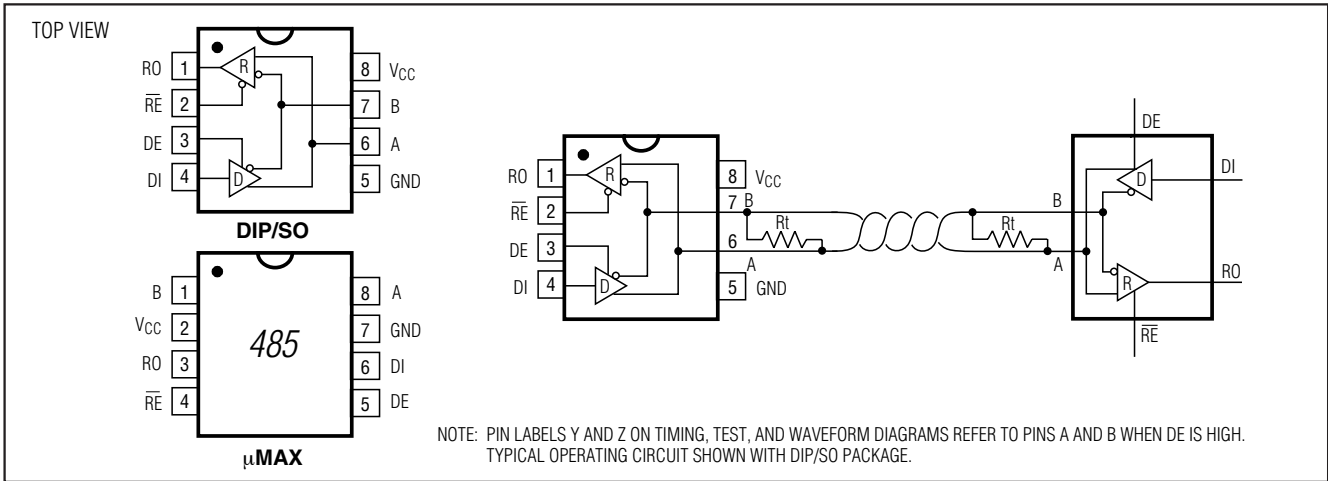 TOP VIEW
RO 1
RE 2
DE 3
DI 4
R
D
8 VCC
7 B
6 A
5 GND
DIP/SO
B 1
VCC 2
RO 3
RE 4
485
8 A
7 GND
6 DI
5 DE
µMAX
RO 1
RE 2
DE 3
DI 4
R
D
8 VCC
7 B
Rt
6
A
5 GND
Rt
B
A
DE
D
DI
R
RO
RE
NOTE: PIN LABELS Y AND Z ON TIMING, TEST, AND WAVEFORM DIAGRAMS REFER TO PINS A AND B WHEN DE IS HIGH.
TYPICAL OPERATING CIRCUIT SHOWN WITH DIP/SO PACKAGE.